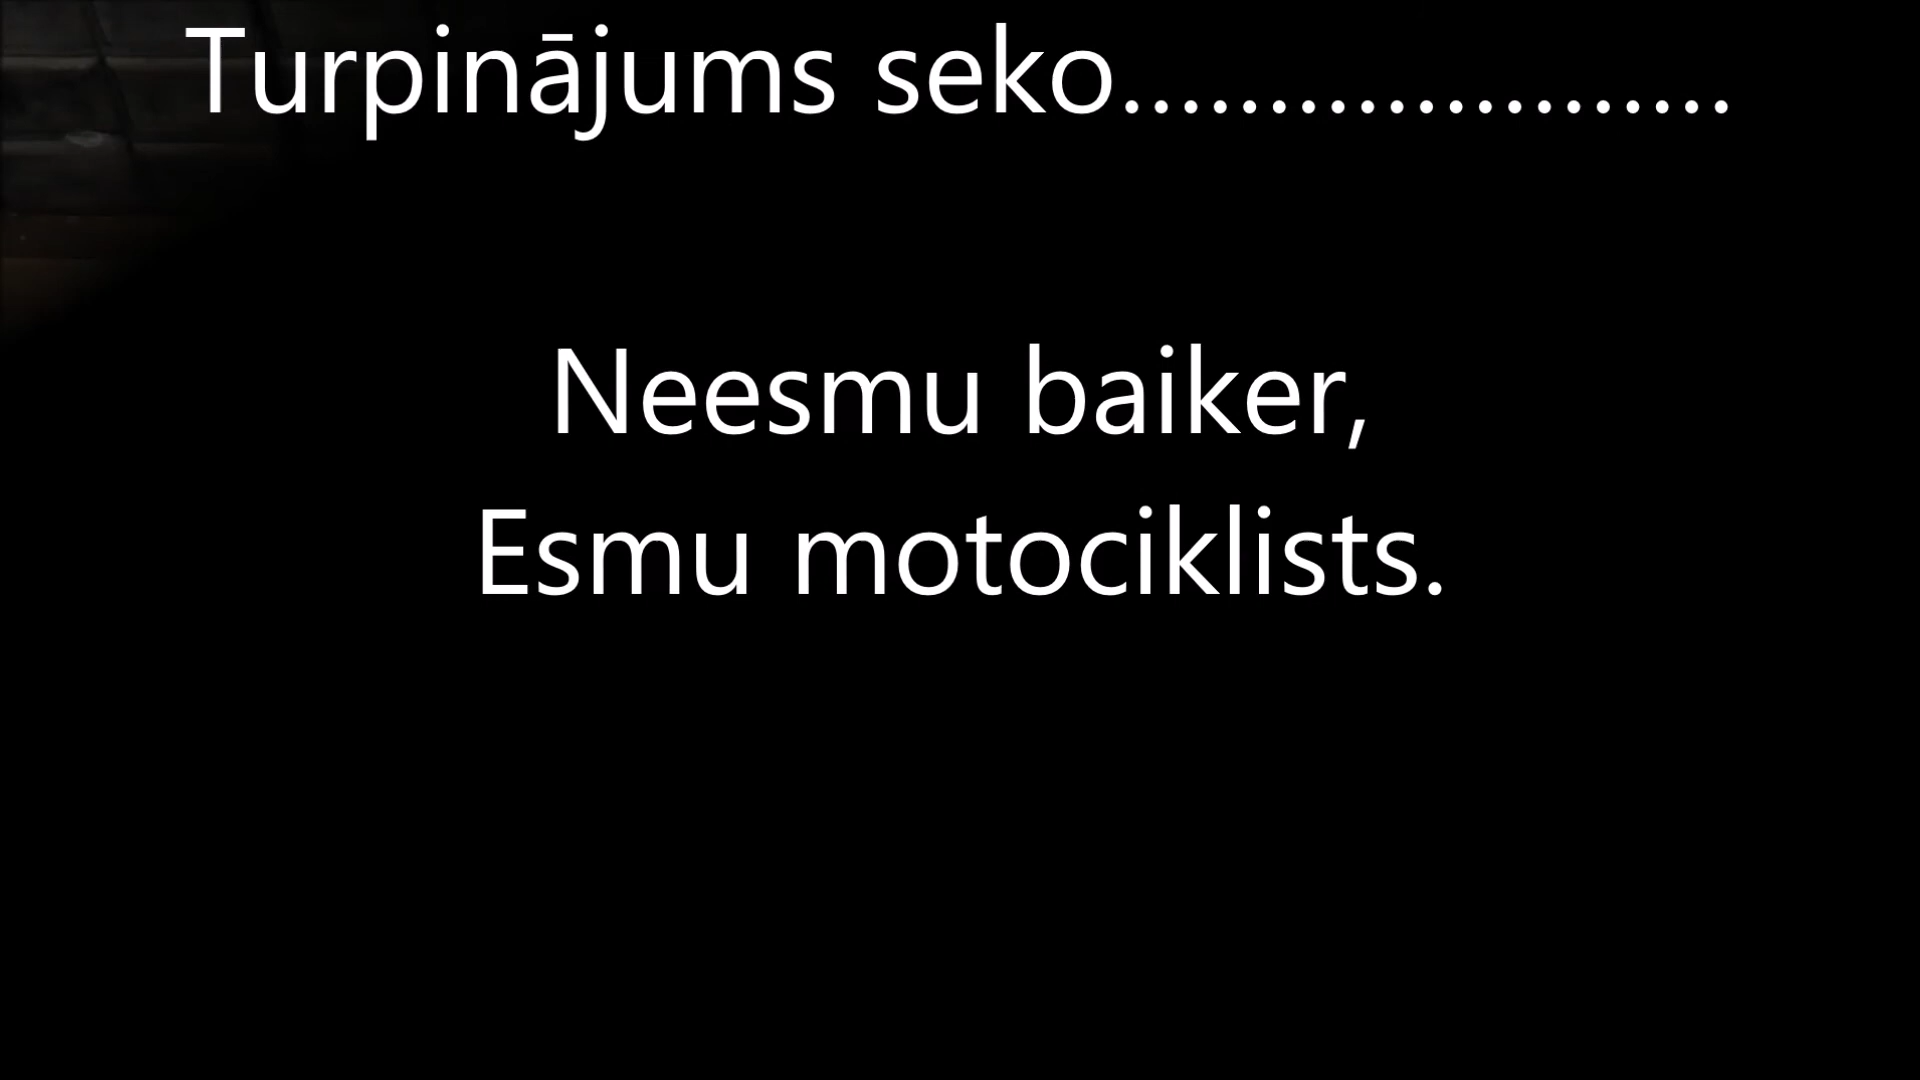 Turpinājums seko.....................
Neesmu baiker,
Esmu motociklists.